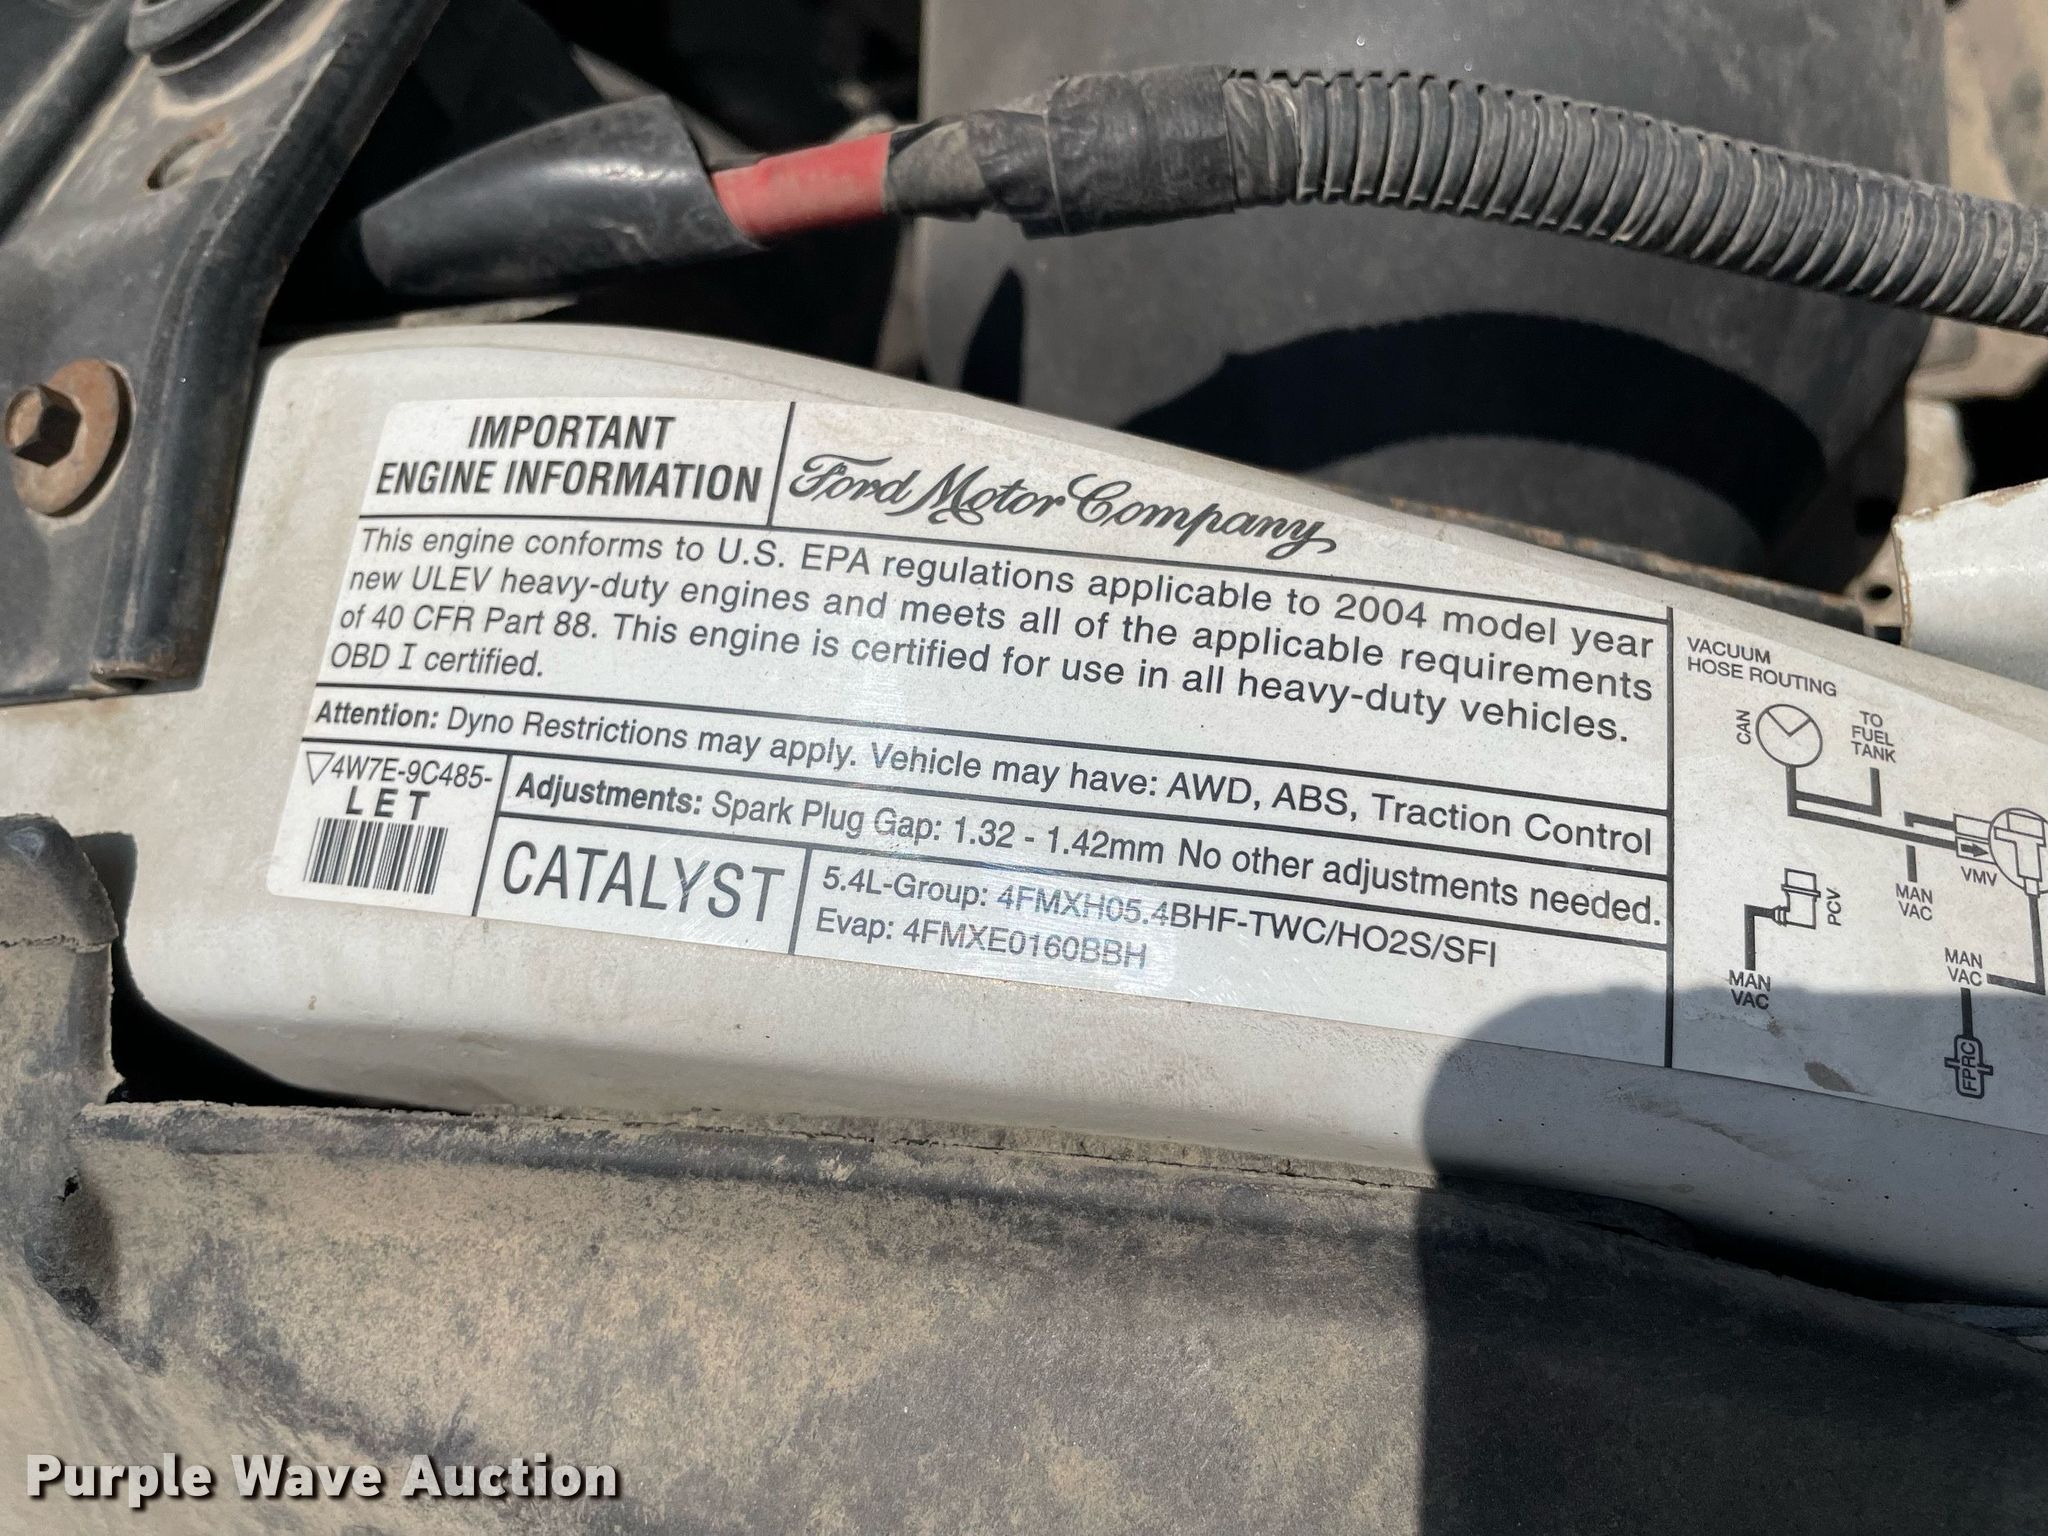 IMPORTANT
ENGINE INFORMATION
Ford Motor Company
This engine conforms to U.S. EPA regulations applicable to 2004 model year
new ULEV heavy-duty engines and meets all of the applicable requirements
of 40 CFR Part 88. This engine is certified for use in all heavy-duty vehicles.
OBD I certified.
Attention: Dyno Restrictions may apply. Vehicle may have: AWD, ABS, Traction Control
4W7E-9C485-
LET
Adjustments: Spark Plug Gap: 1.32 - 1.42mm No other adjustments needed.
CATALYST
5.4L-Group: 4FMXH05.4BHF-TWC/HO2S/SFI
Evap: 4FMXE0160BBH
VACUUM
HOSE ROUTING
CAN
TO
FUEL
TANK
VMV
MAN
VAC
PCV
MAN
VAC
MAN
VAC
FPRC
Purple Wave Auction